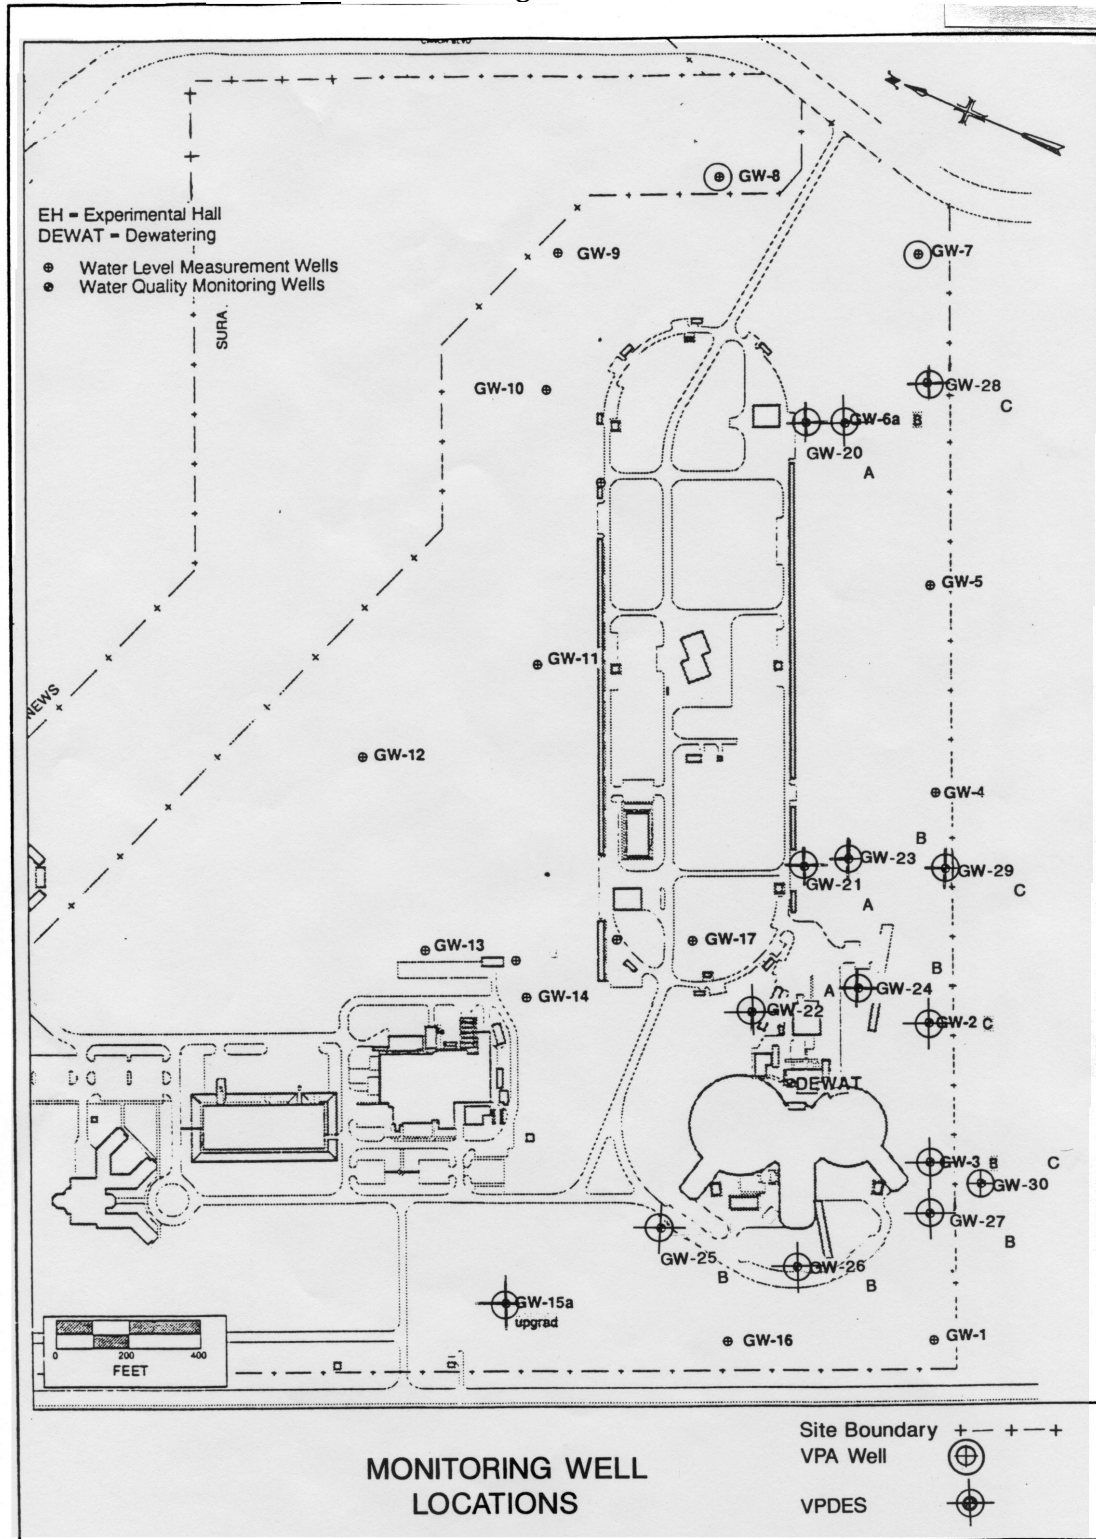 GW-8
EH = Experimental Hall
DEWAT = Dewatering
GW-9
GW-7
Water Level Measurement Wells
Water Quality Monitoring Wells
SURA
GW-10
GW-28
C
GW-6a B
GW-20
A
GW-5
GW-11
NEWS
GW-12
GW-4
B
GW-23
GW-29
GW-21
C
A
GW-13
GW-17
B
GW-14
A
GW-24
GW-22
GW-2 C
DEWAT
GW-3 B
C
GW-30
GW-27
B
GW-25
B
GW-26
B
GW-15a
upgrad
GW-16
GW-1
0 200 400
FEET
MONITORING WELL
LOCATIONS
Site Boundary
VPA Well
VPDES